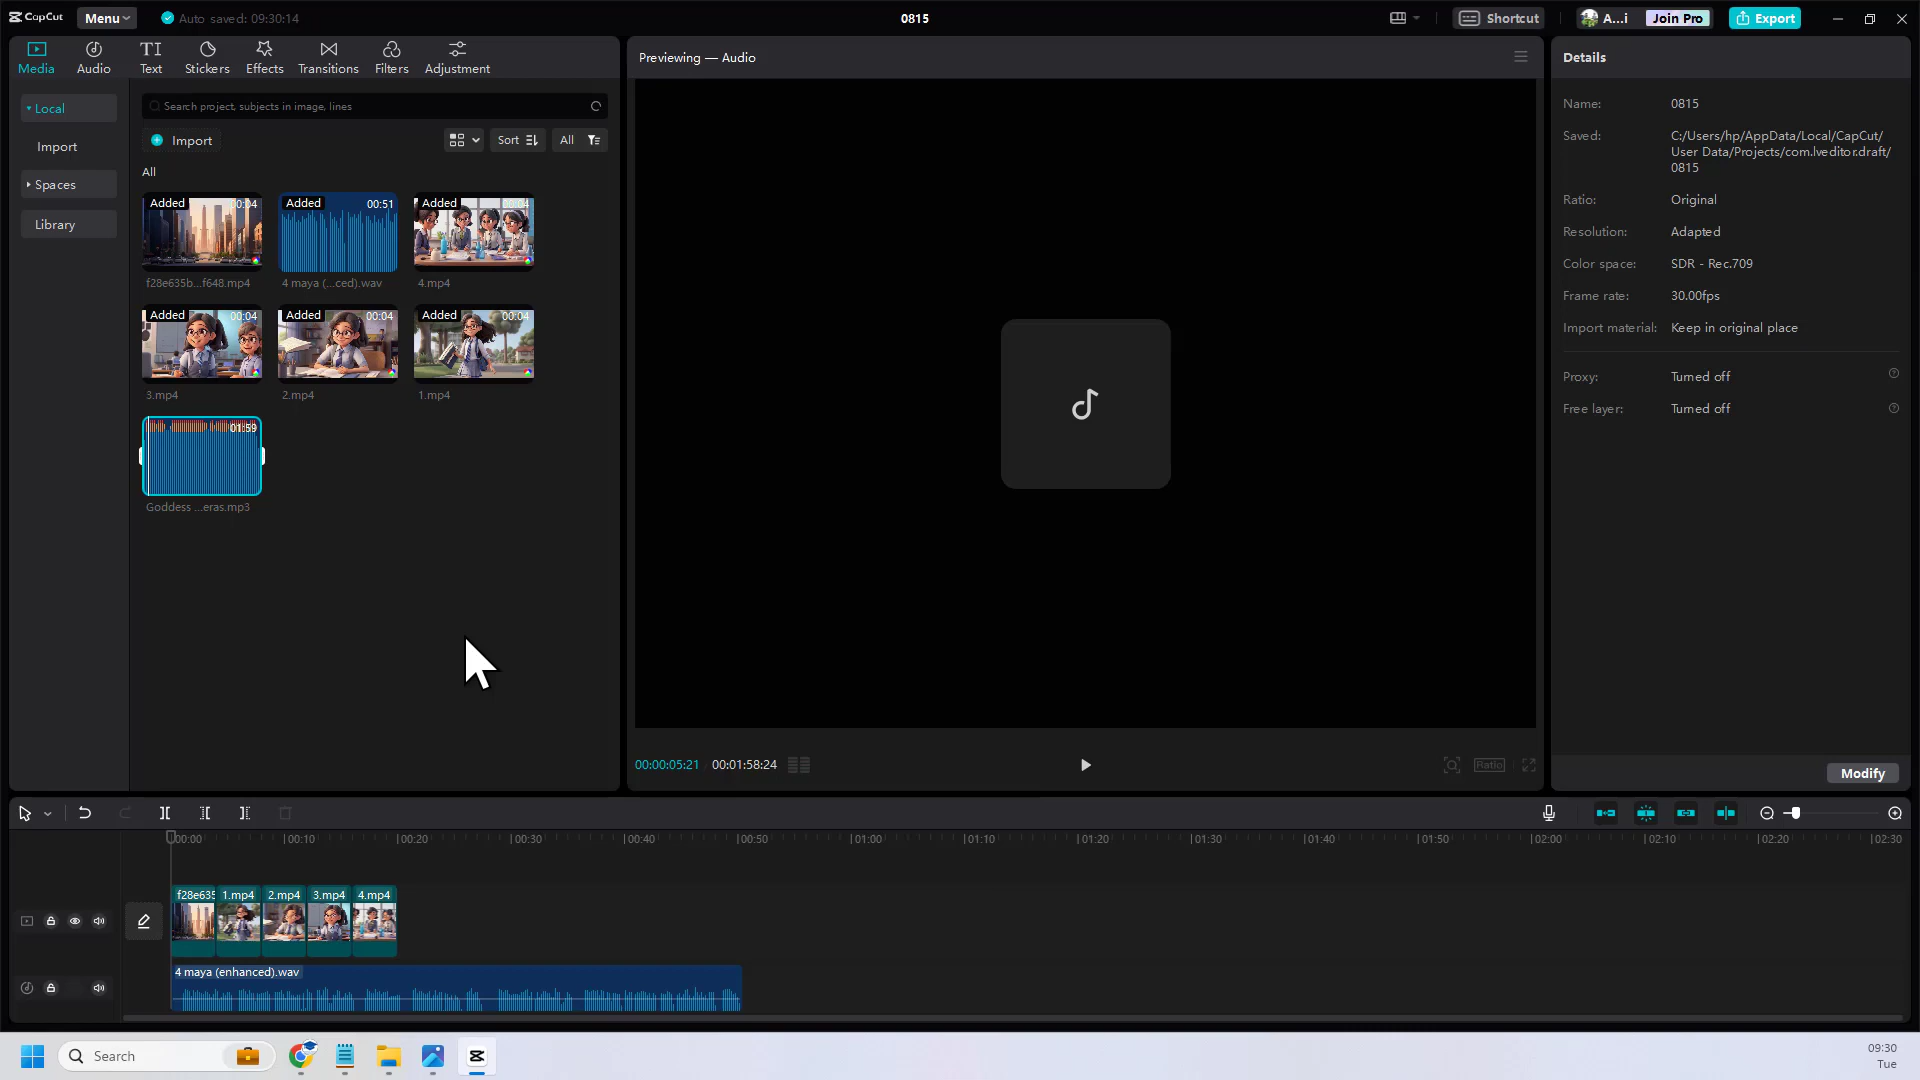 CapCut
Menu
Auto saved: 09:30:14
0815
Shortcut
A...i
Join Pro
Export
Media
Audio
Text
Stickers
Effects
Transitions
Filters
Adjustment
Local
Import
Spaces
Library
Search project, subjects in image, lines
Import
Sort
All
All
Added
00:04
f28e635b...f648.mp4
Added
00:51
4 maya (...ced).wav
Added
00:04
4.mp4
Added
00:04
3.mp4
Added
00:04
2.mp4
Added
00:04
1.mp4
01:59
Goddess ...eras.mp3
Previewing — Audio
00:00:05:21
00:01:58:24
Ratio
Details
Name: 0815
Saved: C:/Users/hp/AppData/Local/CapCut/
User Data/Projects/com.lveditor.draft/
0815
Ratio: Original
Resolution: Adapted
Color space: SDR - Rec.709
Frame rate: 30.00fps
Import material: Keep in original place
Proxy: Turned off
Free layer: Turned off
Modify
00:00
00:10
00:20
00:30
00:40
00:50
01:00
01:10
01:20
01:30
01:40
01:50
02:00
02:10
02:20
02:30
f28e635
1.mp4
2.mp4
3.mp4
4.mp4
4 maya (enhanced).wav
Search
09:30
Tue